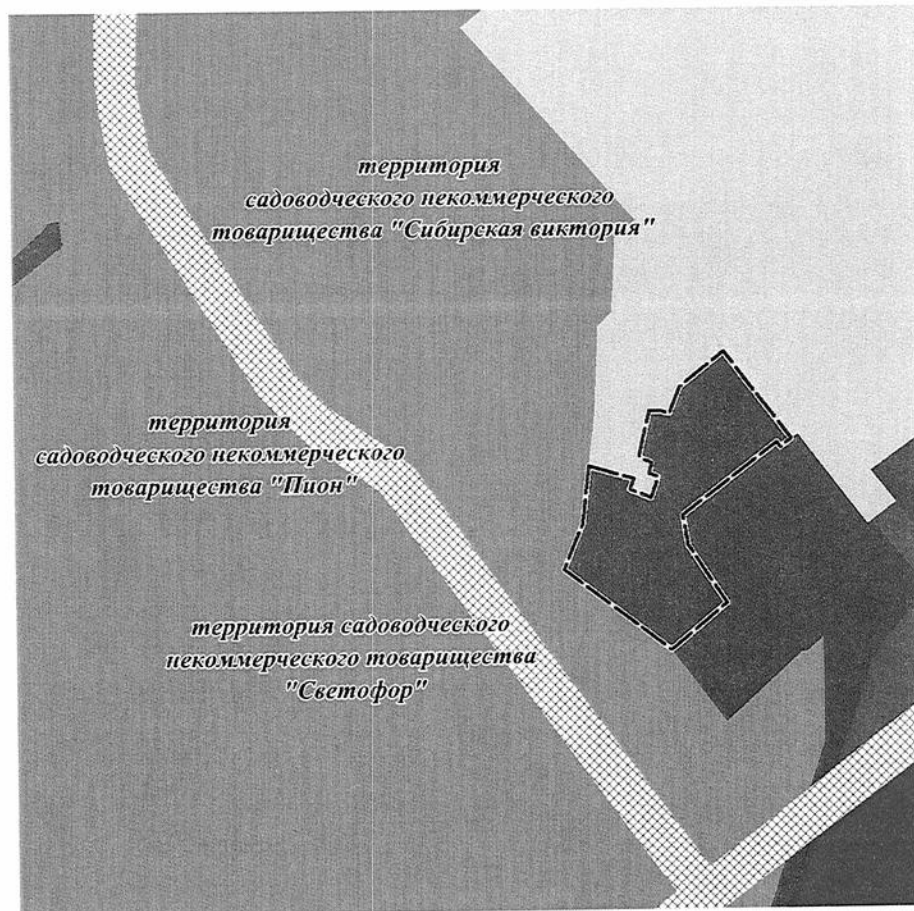 территория
садоводческого некоммерческого
товарищества "Сибирская виктория"
территория
садоводческого некоммерческого
товарищества "Пион"
территория садоводческого
некоммерческого товарищества
"Светофор"